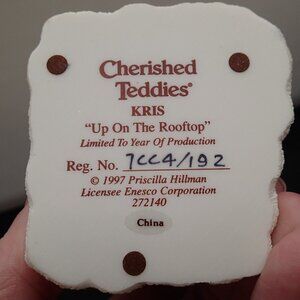 Cherished
Teddies®
KRIS
“Up On The Rooftop”
Limited To Year Of Production
Reg. No. 7CC4/192
© 1997 Priscilla Hillman
Licensee Enesco Corporation
272140
China